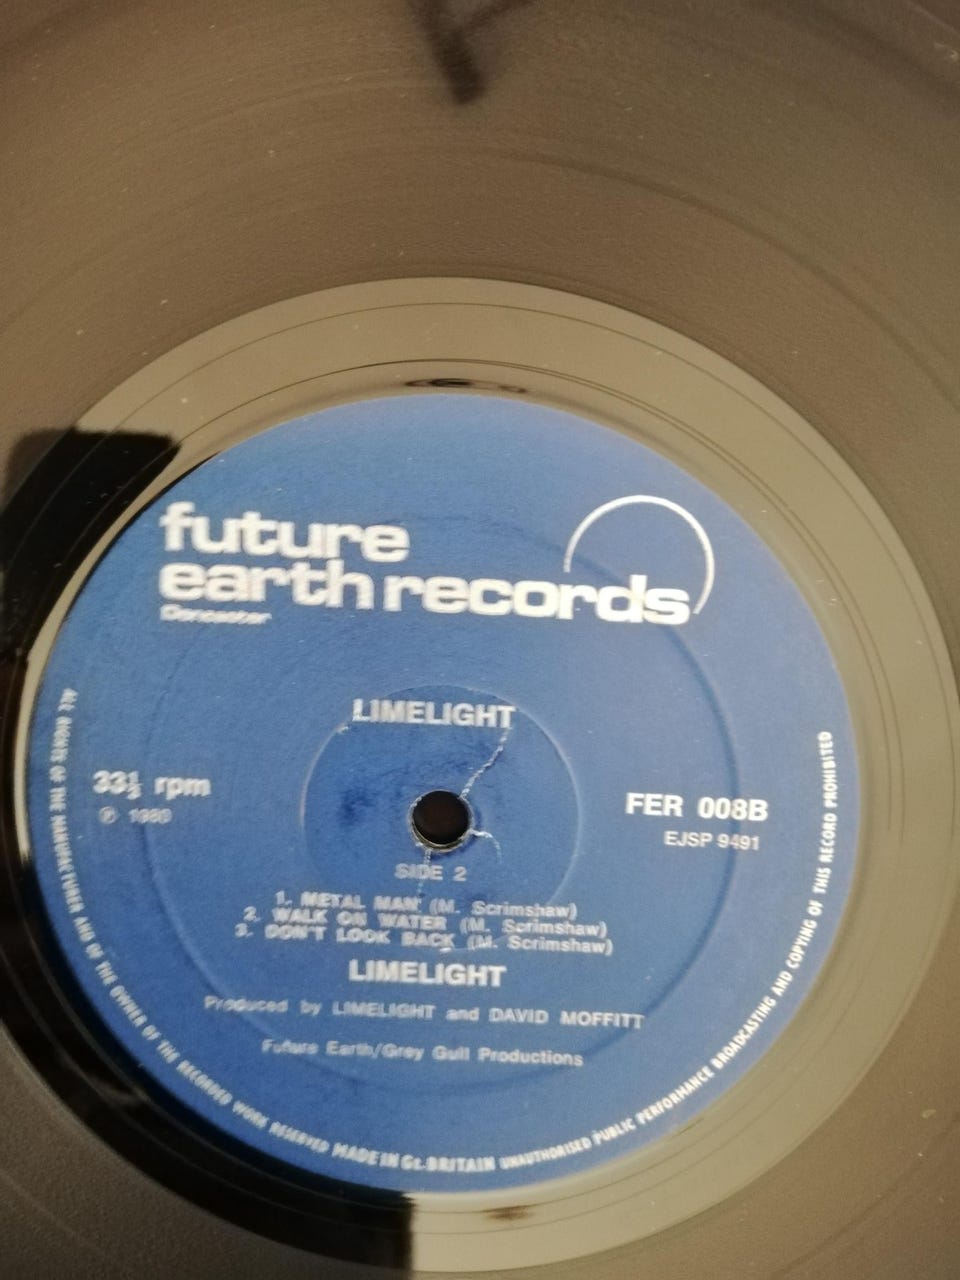 future
earth records
Doncaster
LIMELIGHT
33⅓ rpm
℗ 1980
FER 008B
EJSP 9491
SIDE 2
1. METAL MAN (M. Scrimshaw)
2. WALK ON WATER (M. Scrimshaw)
3. DON'T LOOK BACK (M. Scrimshaw)
LIMELIGHT
Produced by LIMELIGHT and DAVID MOFFITT
Future Earth/Grey Gull Productions
ALL RIGHTS OF THE MANUFACTURER AND OF THE OWNER OF THE RECORDED WORK RESERVED MADE IN Gt. BRITAIN UNAUTHORISED PUBLIC PERFORMANCE BROADCASTING AND COPYING OF THIS RECORD PROHIBITED